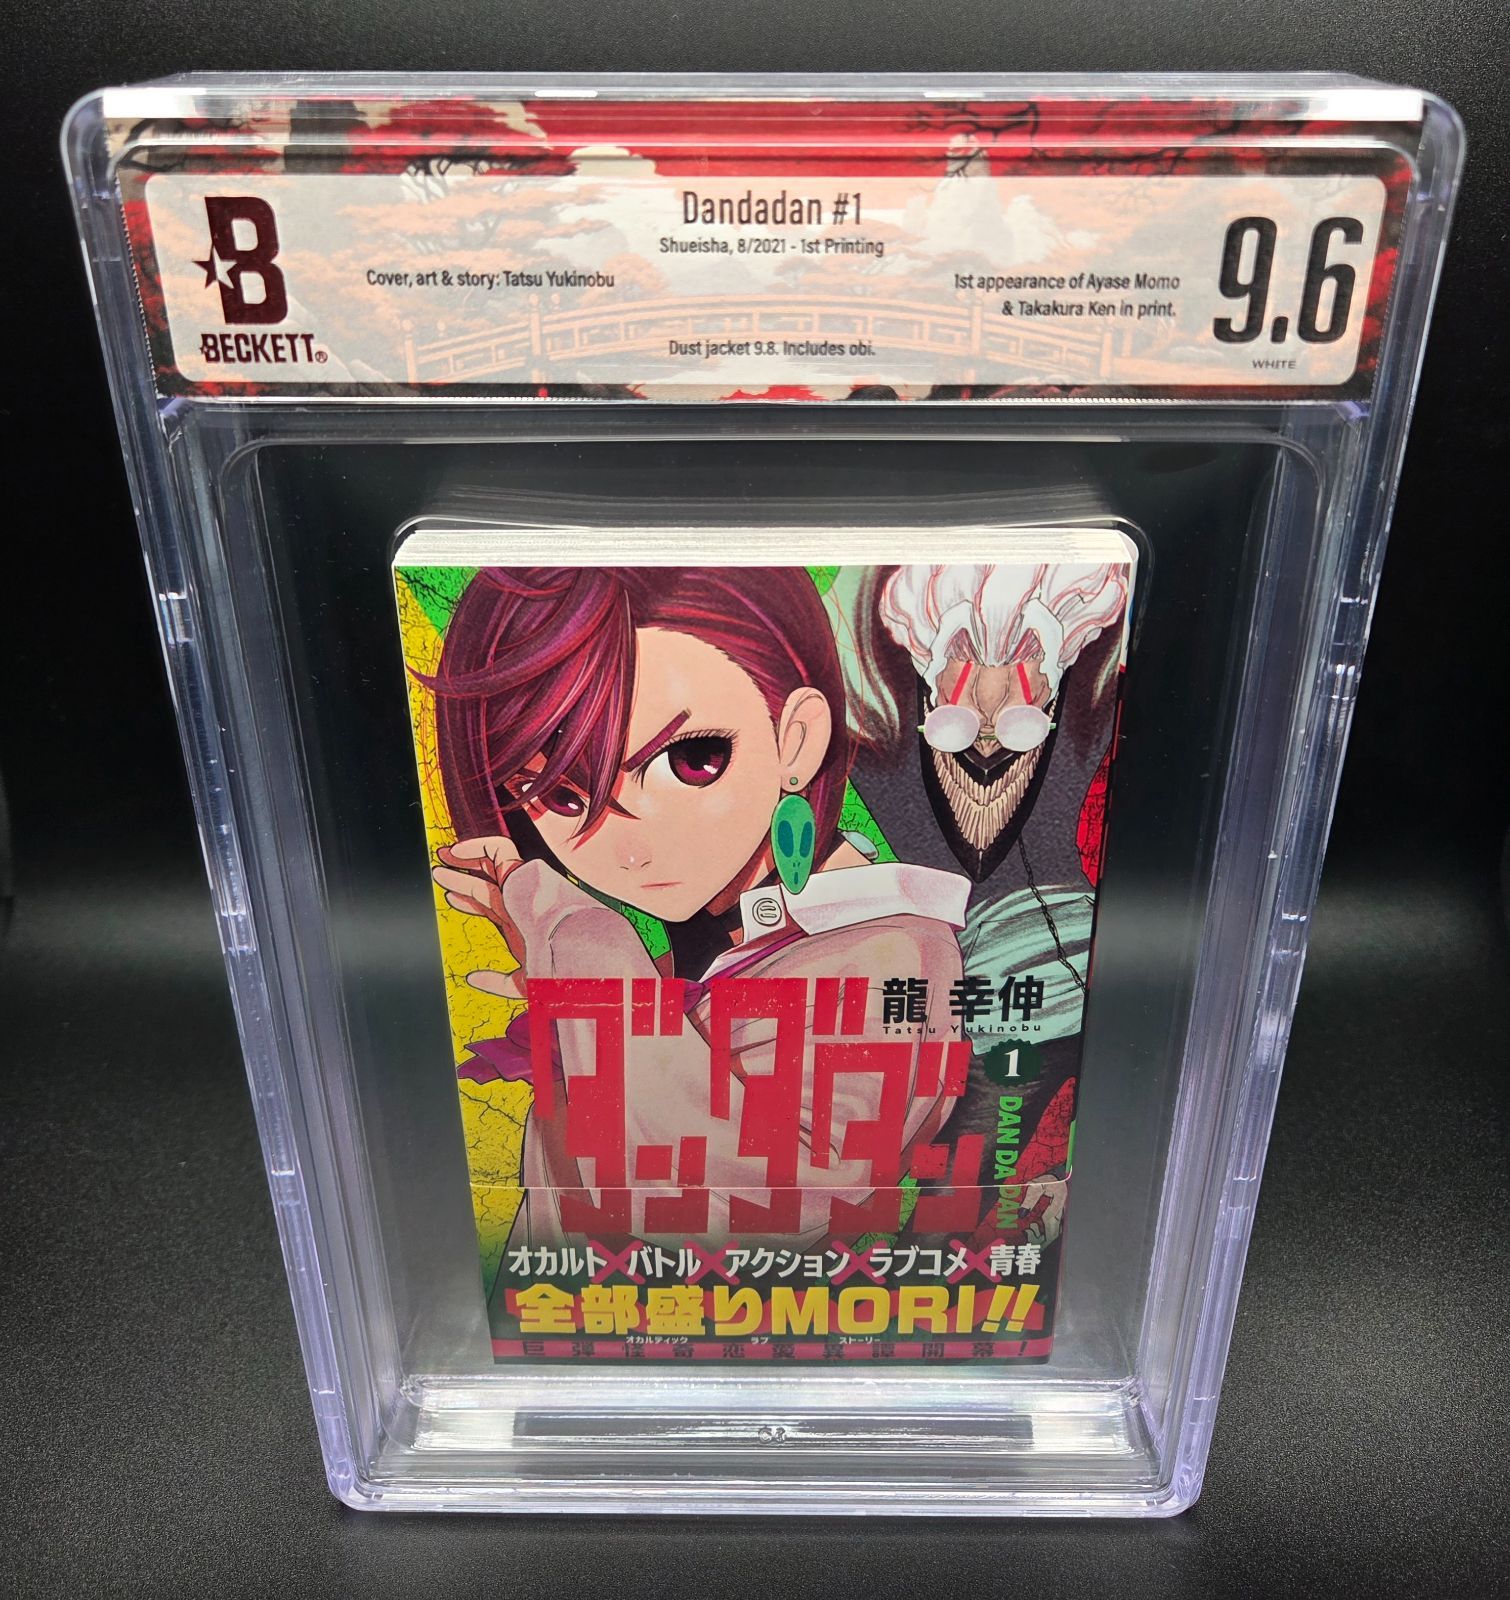 Dandadan #1
Shueisha, 8/2021 - 1st Printing
Cover, art & story: Tatsu Yukinobu
1st appearance of Ayase Momo
& Takakura Ken in print.
Dust jacket 9.8. Includes obi.
B
BECKETT®
9.6
WHITE
龍 幸伸
Tatsu Yukinobu
1
DAN DA DAN
ダンダダン
オカルト×バトル×アクション×ラブコメ×青春
全部盛りMORI!!
オカルティック ラブ ストーリー
巨弾怪奇恋愛異譚開幕!